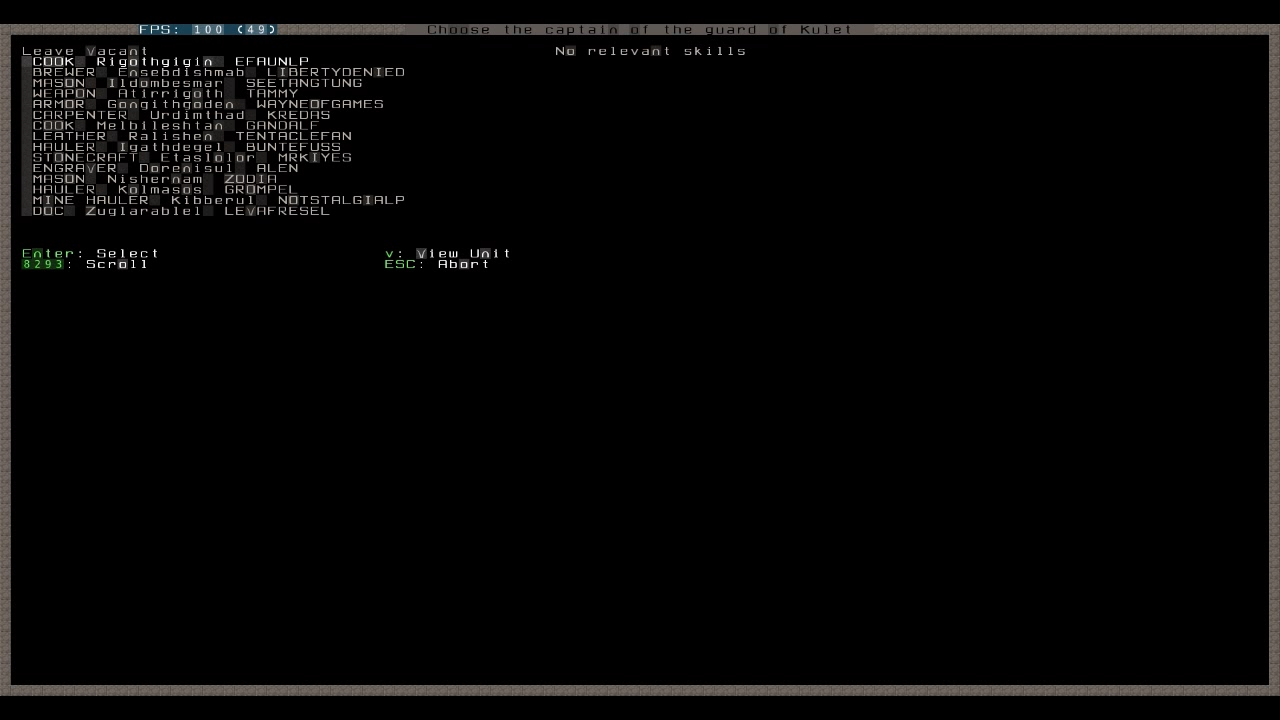 FPS: 100 (49) Choose the captain of the guard of Kulet
Leave Vacant No relevant skills
COOK Rigothgigin EFAUNLP
BREWER Ensebdishmab LIBERTYDENIED
MASON Ildombesmar SEETANGTUNG
WEAPON Atirrigoth TAMMY
ARMOR Gongithgoden WAYNEOFGAMES
CARPENTER Urdimthad KREDAS
COOK Melbileshtan GANDALF
LEATHER Ralishen TENTACLEFAN
HAULER Igathdegel BUNTEFUSS
STONECRAFT Etaslolor MRKIYES
ENGRAVER Dorenisul ALEN
MASON Nishernam ZODIA
HAULER Kolmasos GROMPEL
MINE HAULER Kibberul NOTSTALGIALP
DOC Zuglarablel LEVAFRESEL
Enter: Select v: View Unit
8293: Scroll ESC: Abort